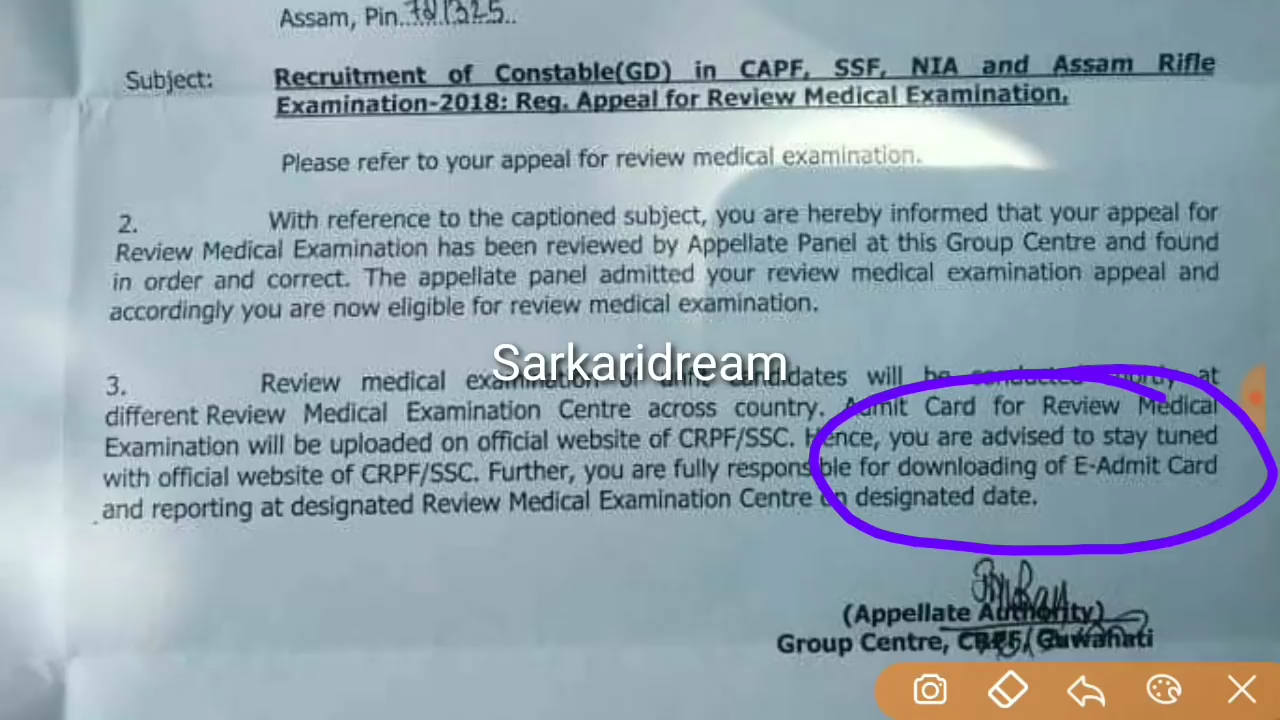 Assam, Pin..781325..
Subject: Recruitment of Constable(GD) in CAPF, SSF, NIA and Assam Rifle
Examination-2018: Reg. Appeal for Review Medical Examination.
Please refer to your appeal for review medical examination.
2. With reference to the captioned subject, you are hereby informed that your appeal for
Review Medical Examination has been reviewed by Appellate Panel at this Group Centre and found
in order and correct. The appellate panel admitted your review medical examination appeal and
accordingly you are now eligible for review medical examination.
Sarkaridream
3. Review medical examination of candidates will be conducted shortly at
different Review Medical Examination Centre across country. Admit Card for Review Medical
Examination will be uploaded on official website of CRPF/SSC. Hence, you are advised to stay tuned
with official website of CRPF/SSC. Further, you are fully responsible for downloading of E-Admit Card
and reporting at designated Review Medical Examination Centre on designated date.
(Appellate Authority)
Group Centre, CRPF, Guwahati